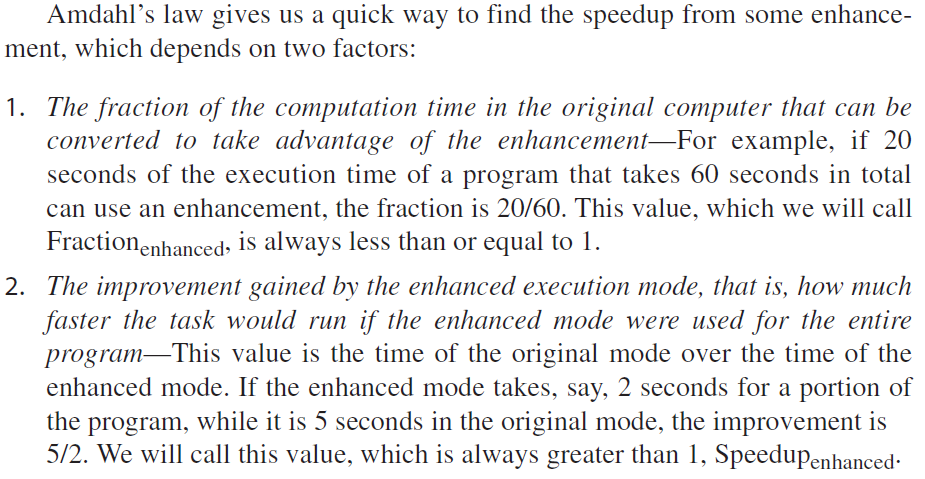 Amdahl’s law gives us a quick way to find the speedup from some enhance-
ment, which depends on two factors:
1. The fraction of the computation time in the original computer that can be
converted to take advantage of the enhancement—For example, if 20
seconds of the execution time of a program that takes 60 seconds in total
can use an enhancement, the fraction is 20/60. This value, which we will call
Fractionenhanced, is always less than or equal to 1.
2. The improvement gained by the enhanced execution mode, that is, how much
faster the task would run if the enhanced mode were used for the entire
program—This value is the time of the original mode over the time of the
enhanced mode. If the enhanced mode takes, say, 2 seconds for a portion of
the program, while it is 5 seconds in the original mode, the improvement is
5/2. We will call this value, which is always greater than 1, Speedupenhanced.